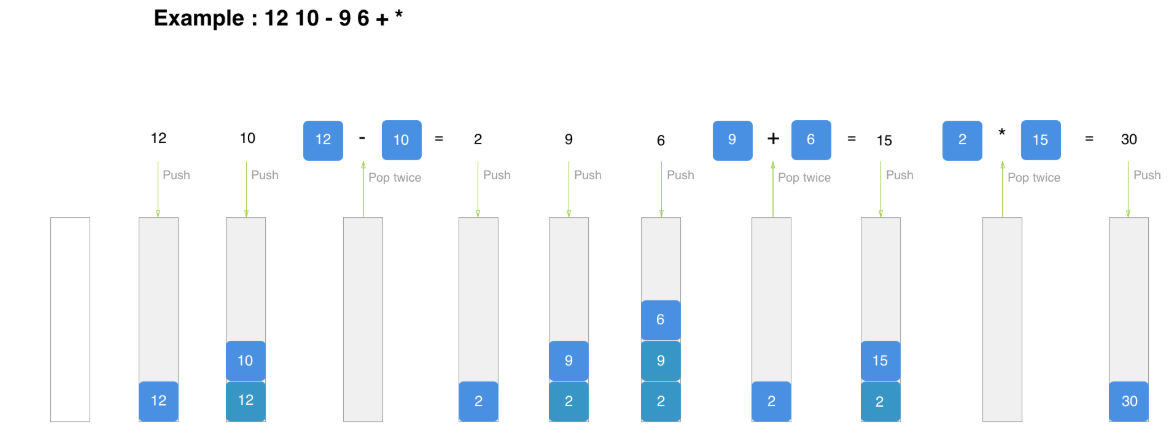 Example : 12 10 - 9 6 + *
12 10 12 - 10 = 2 9 6 9 + 6 = 15 2 * 15 = 30
Push Push Pop twice Push Push Push Pop twice Push Pop twice Push
6
10 9 9 15
12 12 2 2 2 2 2 30